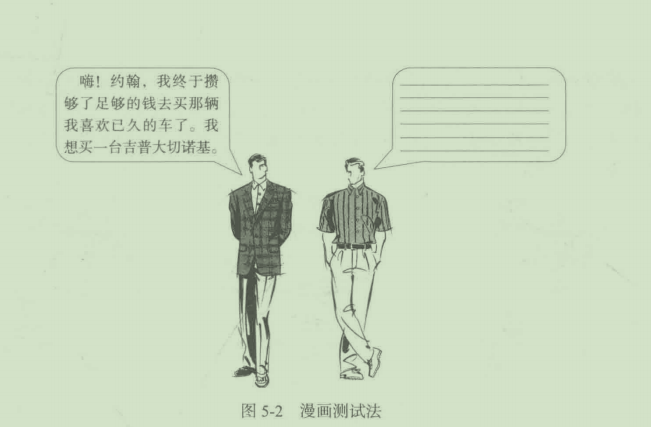 嗨！约翰，我终于攒
够了足够的钱去买那辆
我喜欢已久的车了。我
想买一台吉普大切诺基。
图 5-2　漫画测试法